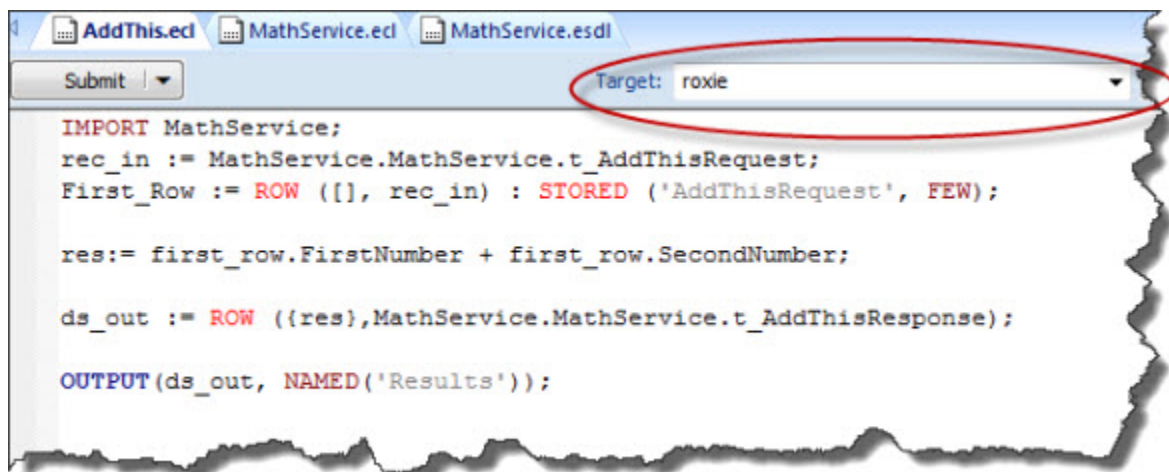 AddThis.ecl MathService.ecl MathService.esdl
Submit Target: roxie
IMPORT MathService;
rec_in := MathService.MathService.t_AddThisRequest;
First_Row := ROW ([], rec_in) : STORED ('AddThisRequest', FEW);
res:= first_row.FirstNumber + first_row.SecondNumber;
ds_out := ROW ({res},MathService.MathService.t_AddThisResponse);
OUTPUT(ds_out, NAMED('Results'));